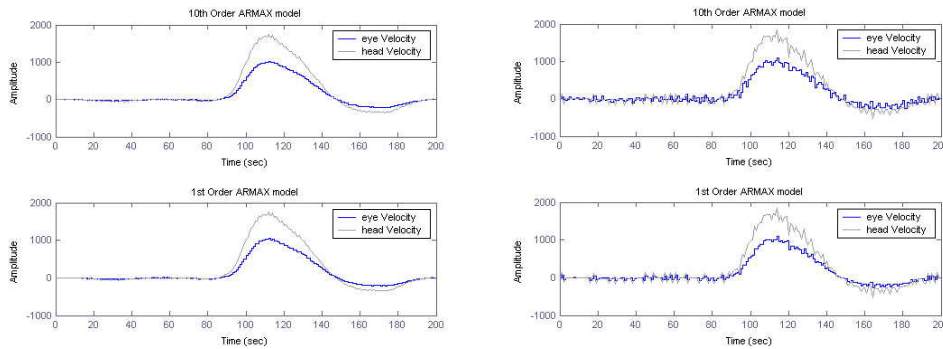 10th Order ARMAX model
2000
1000
0
-1000
Amplitude
eye Velocity
head Velocity
0 20 40 60 80 100 120 140 160 180 200
Time (sec)
10th Order ARMAX model
2000
1000
0
-1000
Amplitude
eye Velocity
head Velocity
0 20 40 60 80 100 120 140 160 180 200
Time (sec)
1st Order ARMAX model
2000
1000
0
-1000
Amplitude
eye Velocity
head Velocity
0 20 40 60 80 100 120 140 160 180 200
Time (sec)
1st Order ARMAX model
2000
1000
0
-1000
Amplitude
eye Velocity
head Velocity
0 20 40 60 80 100 120 140 160 180 200
Time (sec)